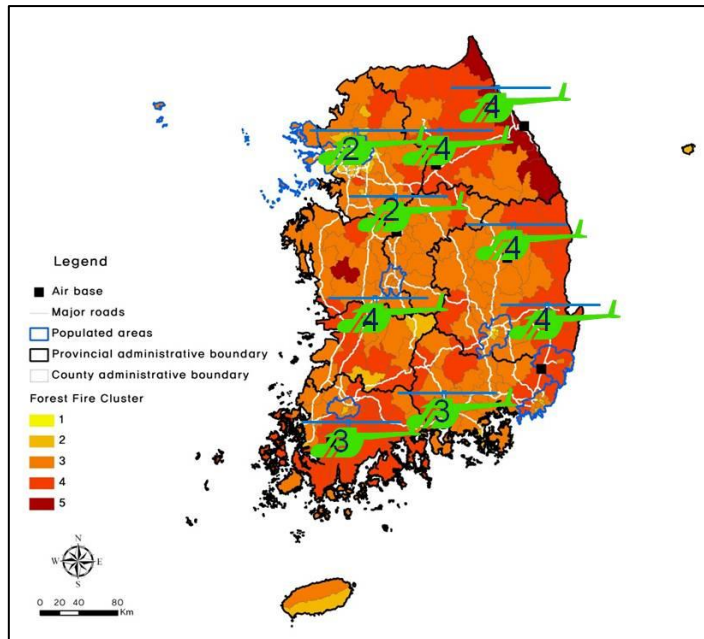 4
2
4
2
4
4
4
3
3
Legend
Air base
Major roads
Populated areas
Provincial administrative boundary
County administrative boundary
Forest Fire Cluster
1
2
3
4
5
N
W E
S
0 20 40 60 80
Km